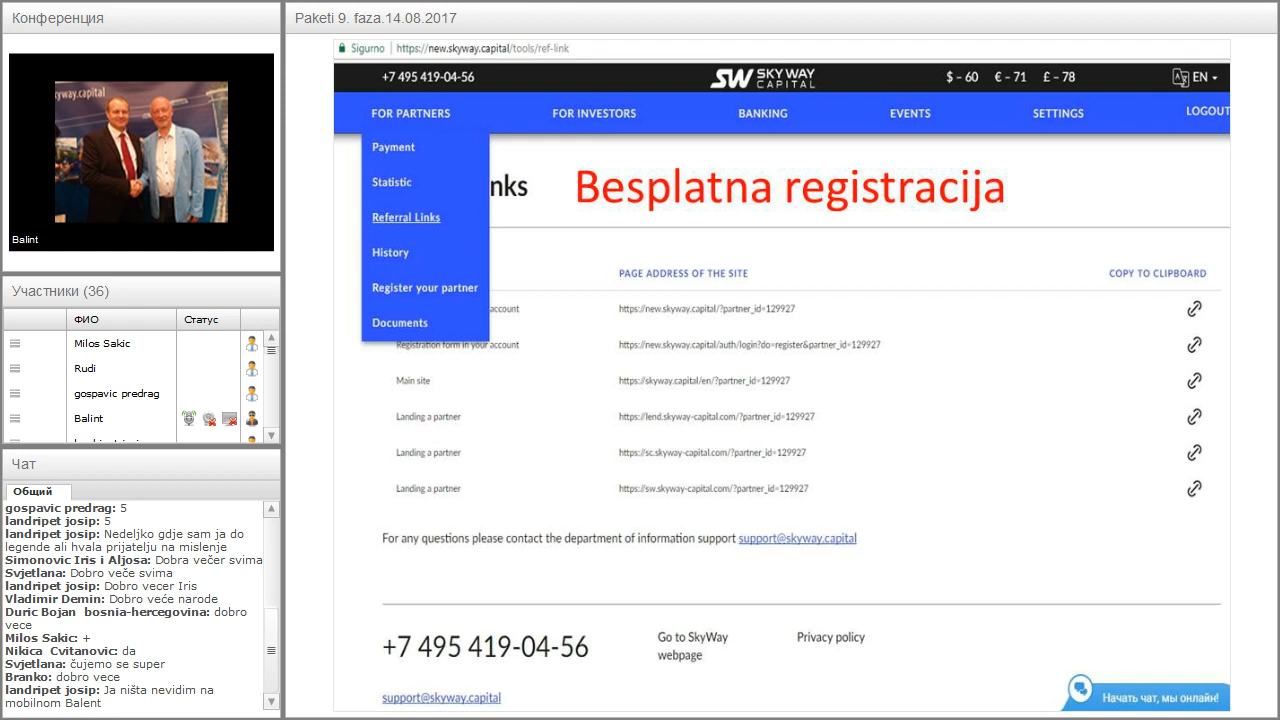 Конференция
yway.capital
Balint
Участники (36)
ФИО Статус
Milos Sakic
Rudi
gospavic predrag
Balint
Чат
Общий
gospavic predrag: 5
landripet josip: 5
landripet josip: Nedeljko gdje sam ja do
legende ali hvala prijatelju na mislenje
Simonovic Iris i Aljosa: Dobra večer svima
Svjetlana: Dobro veče svima
landripet josip: Dobro vecer Iris
Vladimir Demin: Dobro veće narode
Duric Bojan bosnia-hercegovina: dobro
vece
Milos Sakic: +
Nikica Cvitanovic: da
Svjetlana: čujemo se super
Branko: dobro vece
landripet josip: Ja ništa nevidim na
mobilnom Balent
Paketi 9. faza.14.08.2017
Sigurno https://new.skyway.capital/tools/ref-link
+7 495 419-04-56 SW SKY WAY CAPITAL $ – 60 € – 71 £ – 78 EN
FOR PARTNERS FOR INVESTORS BANKING EVENTS SETTINGS LOGOUT
Payment
Statistic
Referral Links
History
Register your partner
Documents
nks Besplatna registracija
PAGE ADDRESS OF THE SITE COPY TO CLIPBOARD
account https://new.skyway.capital/?partner_id=129927
Registration form in your account https://new.skyway.capital/auth/login?do=register&partner_id=129927
Main site https://skyway.capital/en/?partner_id=129927
Landing a partner https://lend.skyway-capital.com/?partner_id=129927
Landing a partner https://sc.skyway-capital.com/?partner_id=129927
Landing a partner https://sw.skyway-capital.com/?partner_id=129927
For any questions please contact the department of information support support@skyway.capital
+7 495 419-04-56 Go to SkyWay Privacy policy
webpage
support@skyway.capital
Начать чат, мы онлайн!